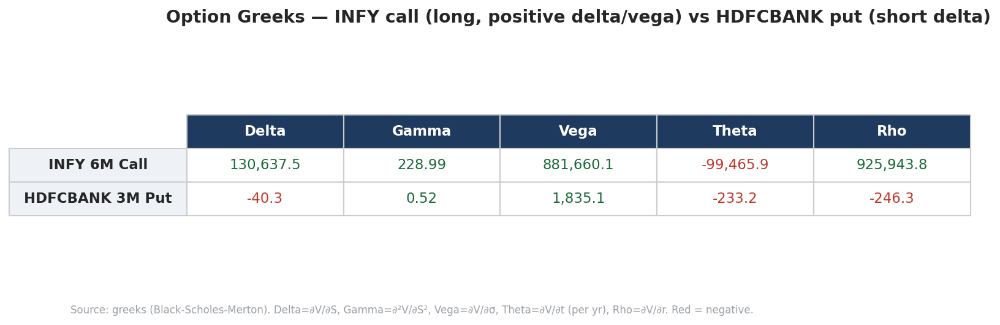 Option Greeks — INFY call (long, positive delta/vega) vs HDFCBANK put (short delta)
Delta Gamma Vega Theta Rho
INFY 6M Call 130,637.5 228.99 881,660.1 -99,465.9 925,943.8
HDFCBANK 3M Put -40.3 0.52 1,835.1 -233.2 -246.3
Source: greeks (Black-Scholes-Merton). Delta=∂V/∂S, Gamma=∂²V/∂S², Vega=∂V/∂σ, Theta=∂V/∂t (per yr), Rho=∂V/∂r. Red = negative.